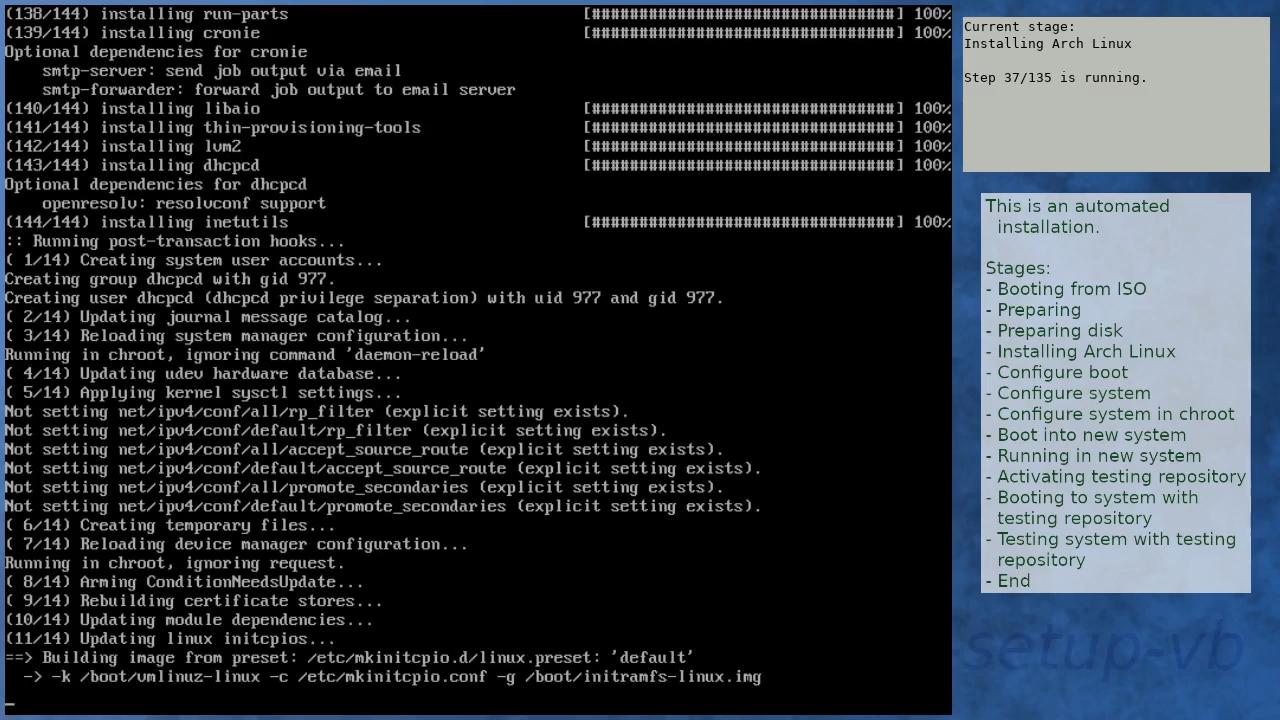 (138/144) installing run-parts [################################] 100%
(139/144) installing cronie [################################] 100%
Optional dependencies for cronie
smtp-server: send job output via email
smtp-forwarder: forward job output to email server
(140/144) installing libaio [################################] 100%
(141/144) installing thin-provisioning-tools [################################] 100%
(142/144) installing lvm2 [################################] 100%
(143/144) installing dhcpcd [################################] 100%
Optional dependencies for dhcpcd
openresolv: resolvconf support
(144/144) installing inetutils [################################] 100%
:: Running post-transaction hooks...
( 1/14) Creating system user accounts...
Creating group dhcpcd with gid 977.
Creating user dhcpcd (dhcpcd privilege separation) with uid 977 and gid 977.
( 2/14) Updating journal message catalog...
( 3/14) Reloading system manager configuration...
Running in chroot, ignoring command 'daemon-reload'
( 4/14) Updating udev hardware database...
( 5/14) Applying kernel sysctl settings...
Not setting net/ipv4/conf/all/rp_filter (explicit setting exists).
Not setting net/ipv4/conf/default/rp_filter (explicit setting exists).
Not setting net/ipv4/conf/all/accept_source_route (explicit setting exists).
Not setting net/ipv4/conf/default/accept_source_route (explicit setting exists).
Not setting net/ipv4/conf/all/promote_secondaries (explicit setting exists).
Not setting net/ipv4/conf/default/promote_secondaries (explicit setting exists).
( 6/14) Creating temporary files...
( 7/14) Reloading device manager configuration...
Running in chroot, ignoring request.
( 8/14) Arming ConditionNeedsUpdate...
( 9/14) Rebuilding certificate stores...
(10/14) Updating module dependencies...
(11/14) Updating linux initcpios...
==> Building image from preset: /etc/mkinitcpio.d/linux.preset: 'default'
-> -k /boot/vmlinuz-linux -c /etc/mkinitcpio.conf -g /boot/initramfs-linux.img
_
Current stage:
Installing Arch Linux
Step 37/135 is running.
This is an automated
installation.
Stages:
- Booting from ISO
- Preparing
- Preparing disk
- Installing Arch Linux
- Configure boot
- Configure system
- Configure system in chroot
- Boot into new system
- Running in new system
- Activating testing repository
- Booting to system with
testing repository
- Testing system with testing
repository
- End
-setup-vb